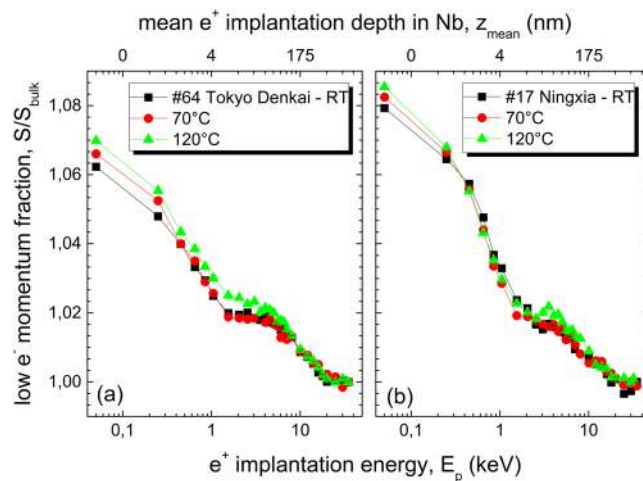 mean e⁺ implantation depth in Nb, z_mean (nm)
0 4 175 0 4 175
#64 Tokyo Denkai - RT
70°C
120°C
#17 Ningxia - RT
70°C
120°C
low e⁻ momentum fraction, S/S_bulk
1,08
1,06
1,04
1,02
1,00
(a) (b)
0,1 1 10 0,1 1 10
e⁺ implantation energy, E_p (keV)